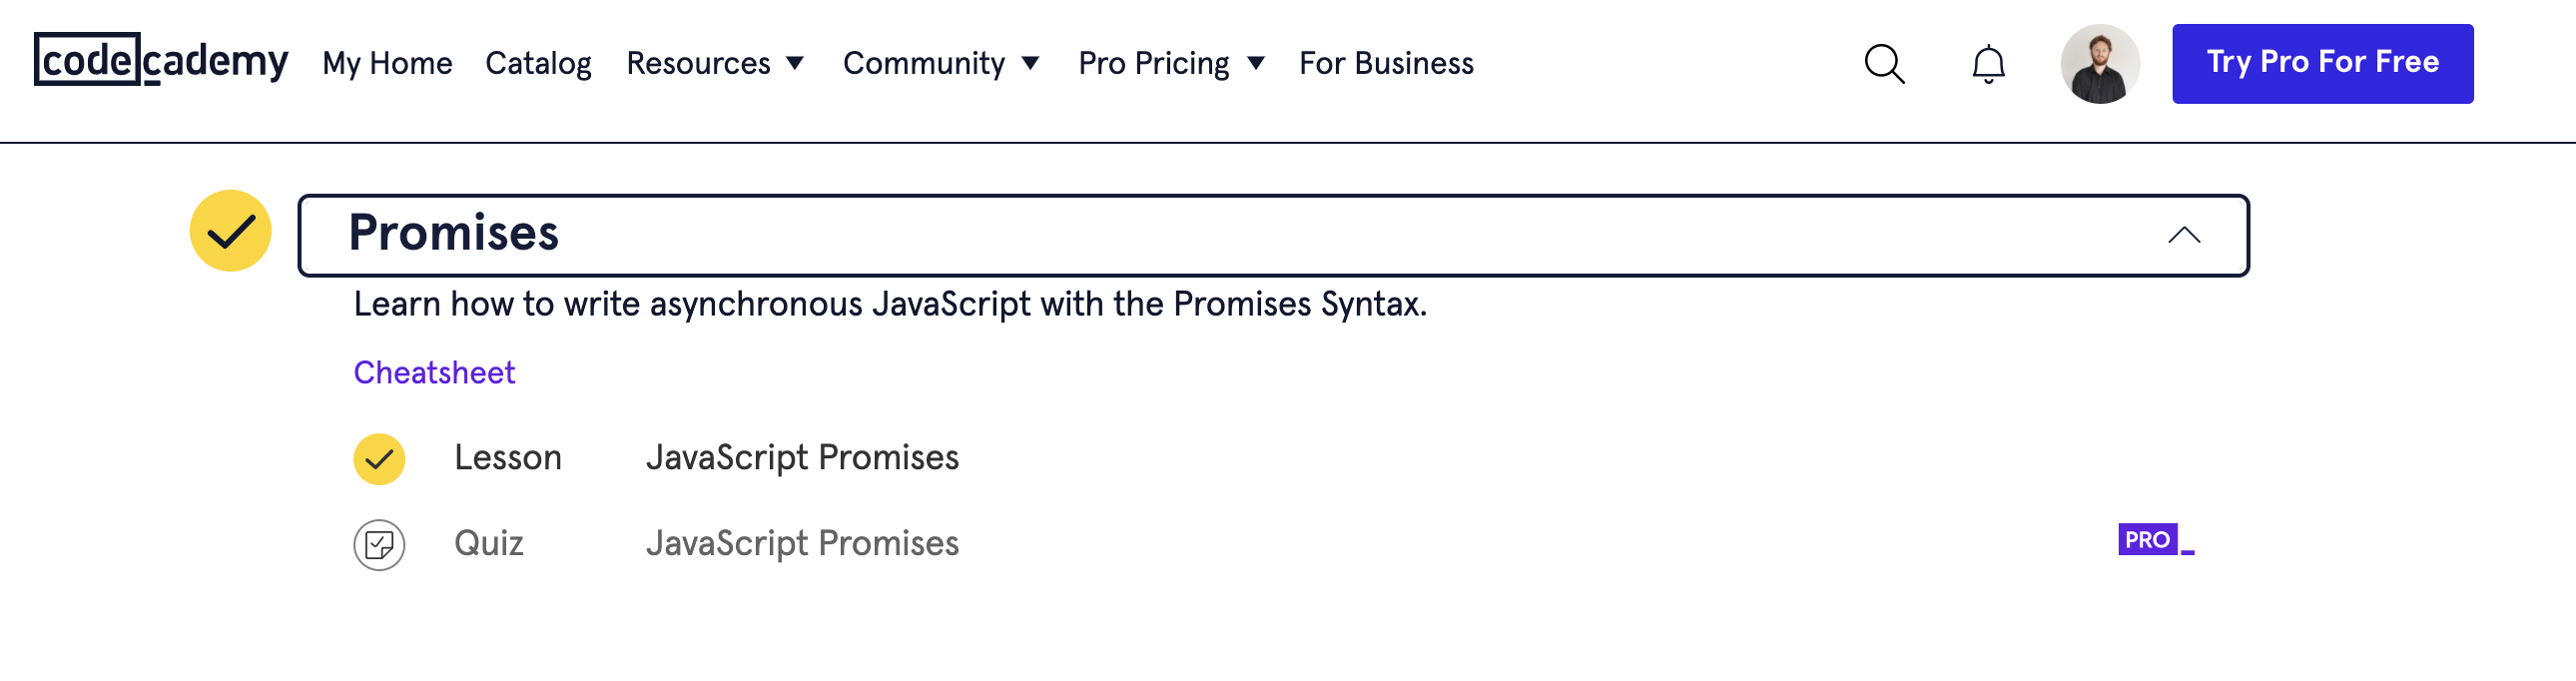 codecademy My Home Catalog Resources Community Pro Pricing For Business Try Pro For Free
Promises
Learn how to write asynchronous JavaScript with the Promises Syntax.
Cheatsheet
Lesson JavaScript Promises
Quiz JavaScript Promises PRO_